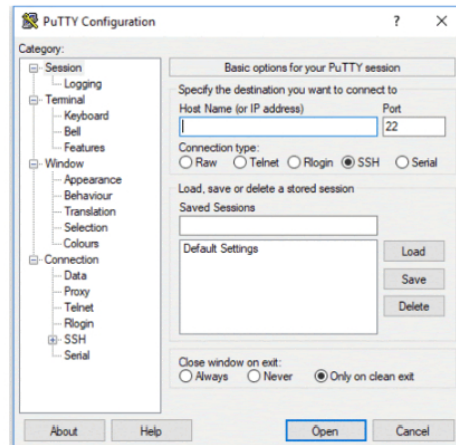 PuTTY Configuration
?
×
Category:
Session
Logging
Terminal
Keyboard
Bell
Features
Window
Appearance
Behaviour
Translation
Selection
Colours
Connection
Data
Proxy
Telnet
Rlogin
SSH
Serial
Basic options for your PuTTY session
Specify the destination you want to connect to
Host Name (or IP address) Port
22
Connection type:
Raw Telnet Rlogin SSH Serial
Load, save or delete a stored session
Saved Sessions
Default Settings
Load
Save
Delete
Close window on exit:
Always Never Only on clean exit
About Help Open Cancel